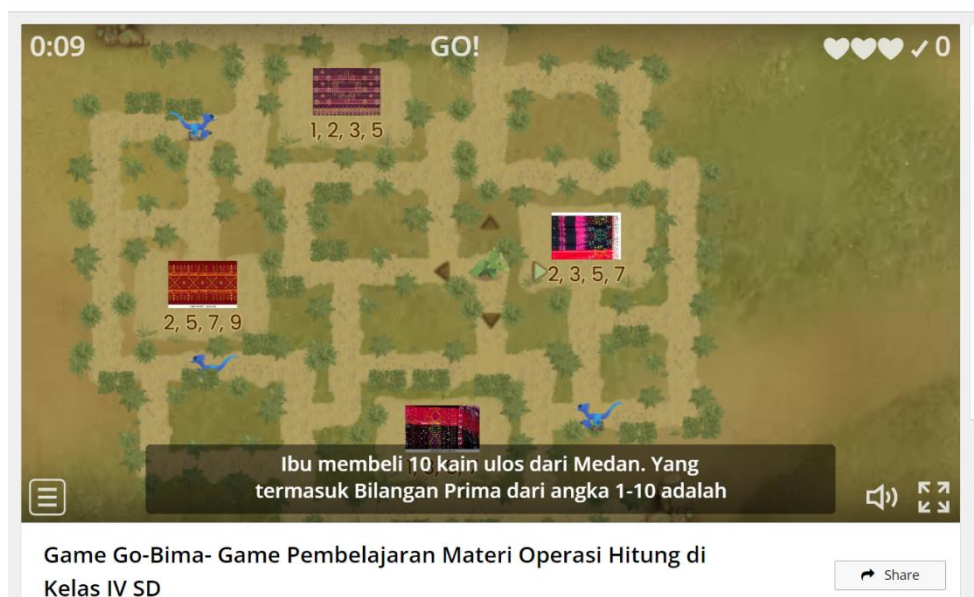 0:09
GO!
✓ 0
1, 2, 3, 5
2, 3, 5, 7
2, 5, 7, 9
Ibu membeli 10 kain ulos dari Medan. Yang
termasuk Bilangan Prima dari angka 1-10 adalah
Game Go-Bima- Game Pembelajaran Materi Operasi Hitung di
Kelas IV SD
Share